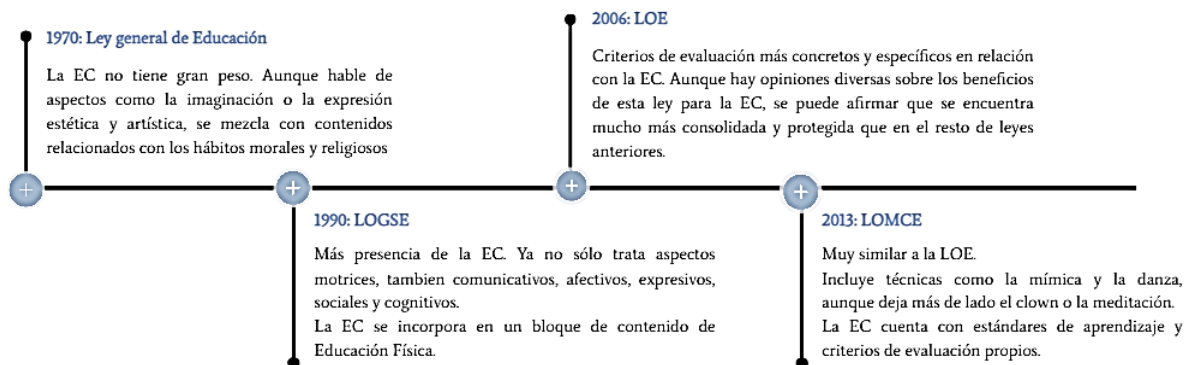 1970: Ley general de Educación
La EC no tiene gran peso. Aunque hable de
aspectos como la imaginación o la expresión
estética y artística, se mezcla con contenidos
relacionados con los hábitos morales y religiosos
2006: LOE
Criterios de evaluación más concretos y específicos en relación
con la EC. Aunque hay opiniones diversas sobre los beneficios
de esta ley para la EC, se puede afirmar que se encuentra
mucho más consolidada y protegida que en el resto de leyes
anteriores.
1990: LOGSE
Más presencia de la EC. Ya no sólo trata aspectos
motrices, tambien comunicativos, afectivos, expresivos,
sociales y cognitivos.
La EC se incorpora en un bloque de contenido de
Educación Física.
2013: LOMCE
Muy similar a la LOE.
Incluye técnicas como la mímica y la danza,
aunque deja más de lado el clown o la meditación.
La EC cuenta con estándares de aprendizaje y
criterios de evaluación propios.